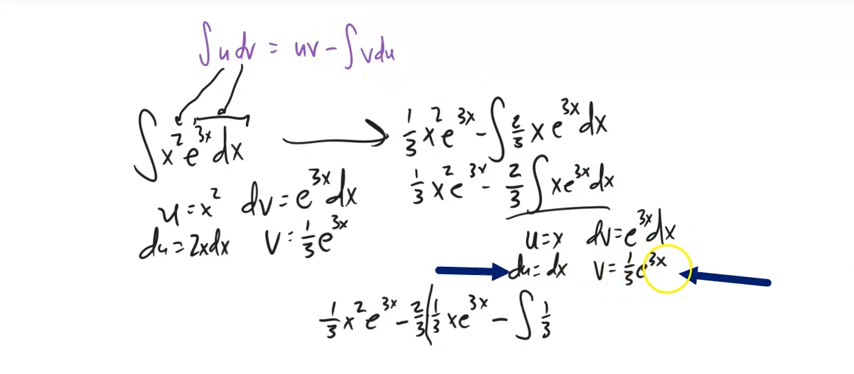 ∫udv = uv - ∫vdu
∫x²e³ˣdx → ⅓x²e³ˣ - ∫⅔xe³ˣdx
⅓x²e³ˣ - ⅔∫xe³ˣdx
u=x² dv=e³ˣdx
du=2xdx v=⅓e³ˣ
u=x dv=e³ˣdx
du=dx v=⅓e³ˣ
⅓x²e³ˣ - ⅔(⅓xe³ˣ - ∫⅓